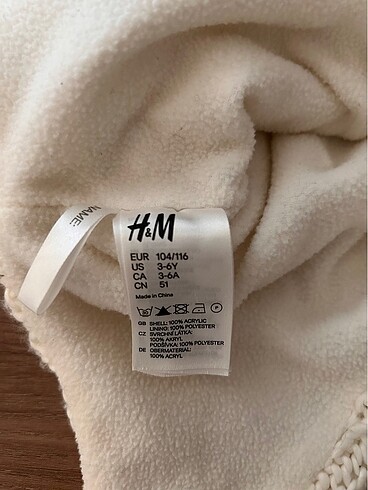 NAME:
H&M
EUR 104/116
US 3-6Y
CA 3-6A
CN 51
Made in China
GB SHELL: 100% ACRYLIC
LINING: 100% POLYESTER
CZ SVRCHNÍ LÁTKA:
100% AKRYL
PODŠÍVKA: 100% POLYESTER
DE OBERMATERIAL:
100% ACRYL